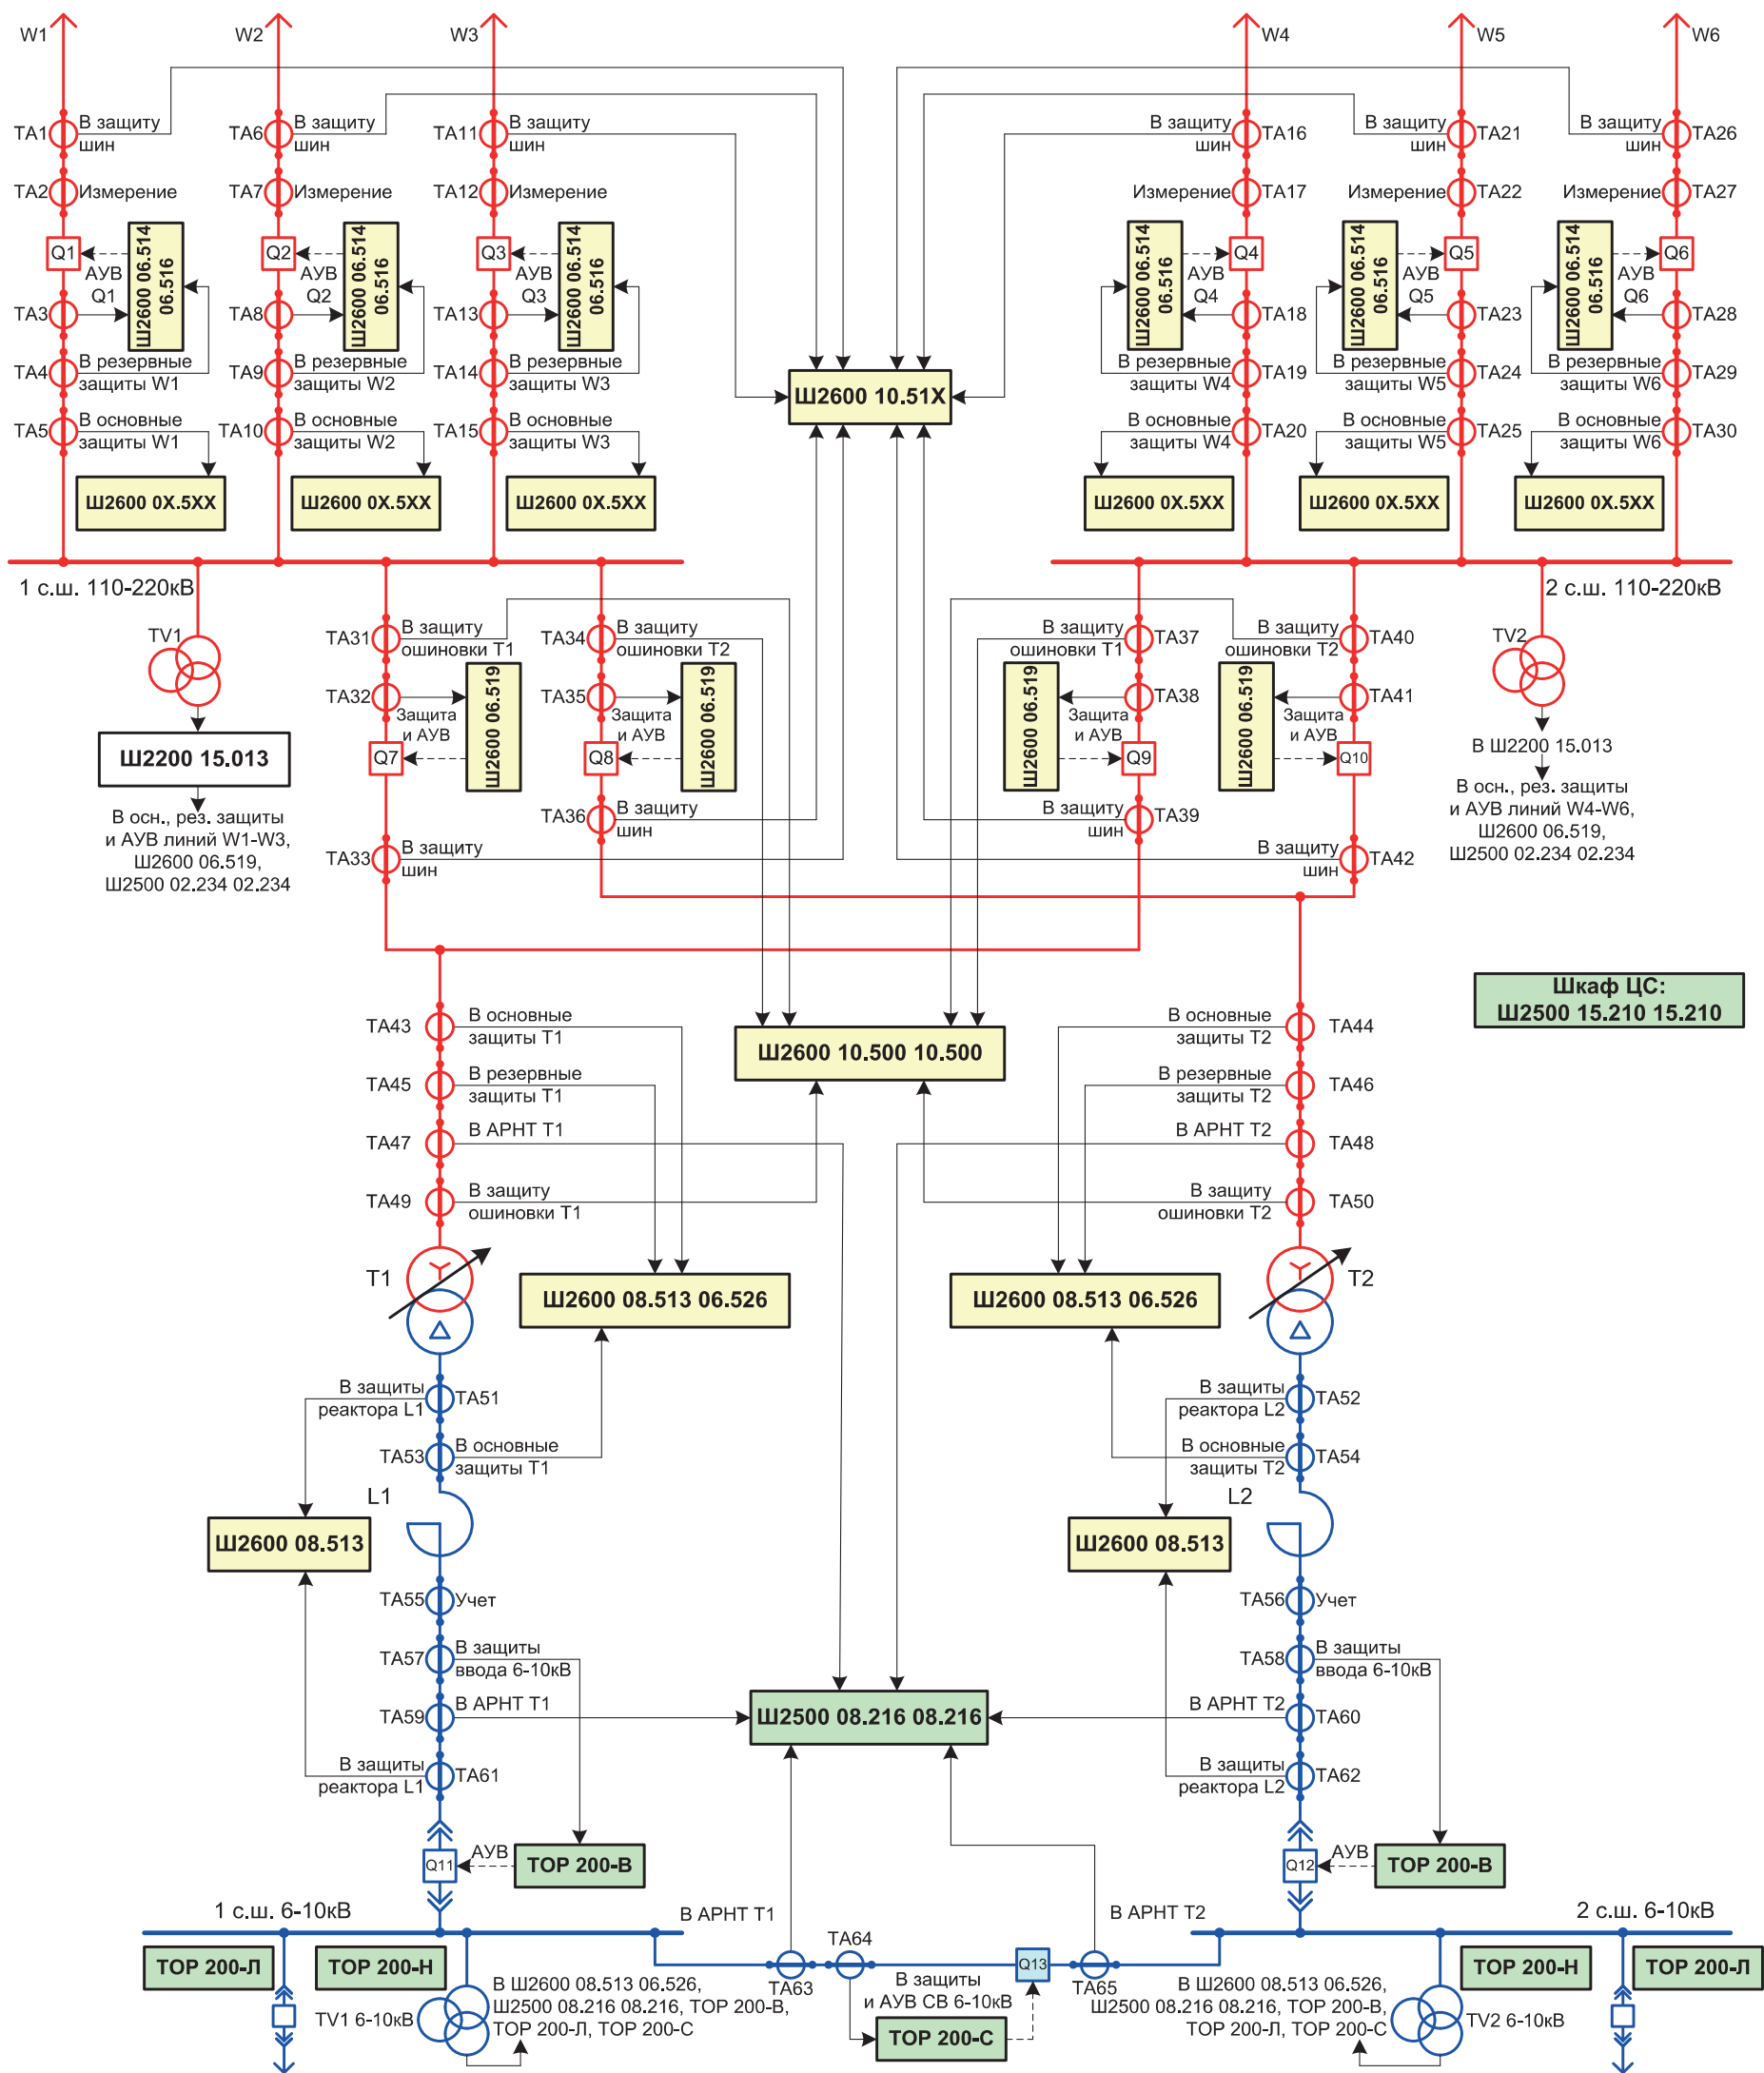 W1
W2
W3
W4
W5
W6
TA1
В защиту
шин
TA6
В защиту
шин
TA11
В защиту
шин
В защиту
шин
TA16
В защиту
шин
TA21
В защиту
шин
TA26
TA2
Измерение
TA7
Измерение
TA12
Измерение
Измерение
TA17
Измерение
TA22
Измерение
TA27
Q1
АУВ
Q1
Ш2600 06.514
06.516
Q2
АУВ
Q2
Ш2600 06.514
06.516
Q3
АУВ
Q3
Ш2600 06.514
06.516
Ш2600 06.514
06.516
АУВ
Q4
Q4
Ш2600 06.514
06.516
АУВ
Q5
Q5
Ш2600 06.514
06.516
АУВ
Q6
Q6
TA3
TA8
TA13
TA18
TA23
TA28
TA4
В резервные
защиты W1
TA9
В резервные
защиты W2
TA14
В резервные
защиты W3
Ш2600 10.51X
В резервные
защиты W4
TA19
В резервные
защиты W5
TA24
В резервные
защиты W6
TA29
TA5
В основные
защиты W1
TA10
В основные
защиты W2
TA15
В основные
защиты W3
В основные
защиты W4
TA20
В основные
защиты W5
TA25
В основные
защиты W6
TA30
Ш2600 0X.5XX
Ш2600 0X.5XX
Ш2600 0X.5XX
Ш2600 0X.5XX
Ш2600 0X.5XX
Ш2600 0X.5XX
1 с.ш. 110-220кВ
2 с.ш. 110-220кВ
TV1
TA31
В защиту
ошиновки Т1
TA34
В защиту
ошиновки Т2
В защиту
ошиновки Т1
TA37
В защиту
ошиновки Т2
TA40
TV2
TA32
Защита
и АУВ
Ш2600 06.519
TA35
Защита
и АУВ
Ш2600 06.519
Ш2600 06.519
Защита
и АУВ
TA38
Ш2600 06.519
Защита
и АУВ
TA41
Q7
Q8
Q9
Q10
Ш2200 15.013
В осн., рез. защиты
и АУВ линий W1-W3,
Ш2600 06.519,
Ш2500 02.234 02.234
В Ш2200 15.013
В осн., рез. защиты
и АУВ линий W4-W6,
Ш2600 06.519,
Ш2500 02.234 02.234
TA36
В защиту
шин
В защиту
шин
TA39
TA33
В защиту
шин
В защиту
шин
TA42
Шкаф ЦС:
Ш2500 15.210 15.210
TA43
В основные
защиты Т1
В основные
защиты Т2
TA44
Ш2600 10.500 10.500
TA45
В резервные
защиты Т1
В резервные
защиты Т2
TA46
TA47
В АРНТ Т1
В АРНТ Т2
TA48
TA49
В защиту
ошиновки Т1
В защиту
ошиновки Т2
TA50
T1
Ш2600 08.513 06.526
Ш2600 08.513 06.526
T2
В защиты
реактора L1
TA51
В защиты
реактора L2
TA52
TA53
В основные
защиты Т1
В основные
защиты Т2
TA54
L1
L2
Ш2600 08.513
Ш2600 08.513
TA55
Учет
TA56
Учет
TA57
В защиты
ввода 6-10кВ
TA58
В защиты
ввода 6-10кВ
TA59
В АРНТ Т1
Ш2500 08.216 08.216
В АРНТ Т2
TA60
В защиты
реактора L1
TA61
В защиты
реактора L2
TA62
Q11
АУВ
ТОР 200-В
Q12
АУВ
ТОР 200-В
1 с.ш. 6-10кВ
В АРНТ Т1
В АРНТ Т2
2 с.ш. 6-10кВ
ТОР 200-Л
ТОР 200-Н
TA63
TA64
Q13
TA65
ТОР 200-Н
ТОР 200-Л
TV1 6-10кВ
В Ш2600 08.513 06.526,
Ш2500 08.216 08.216, ТОР 200-В,
ТОР 200-Л, ТОР 200-С
В защиты
и АУВ СВ 6-10кВ
ТОР 200-С
В Ш2600 08.513 06.526,
Ш2500 08.216 08.216, ТОР 200-В,
ТОР 200-Л, ТОР 200-С
TV2 6-10кВ